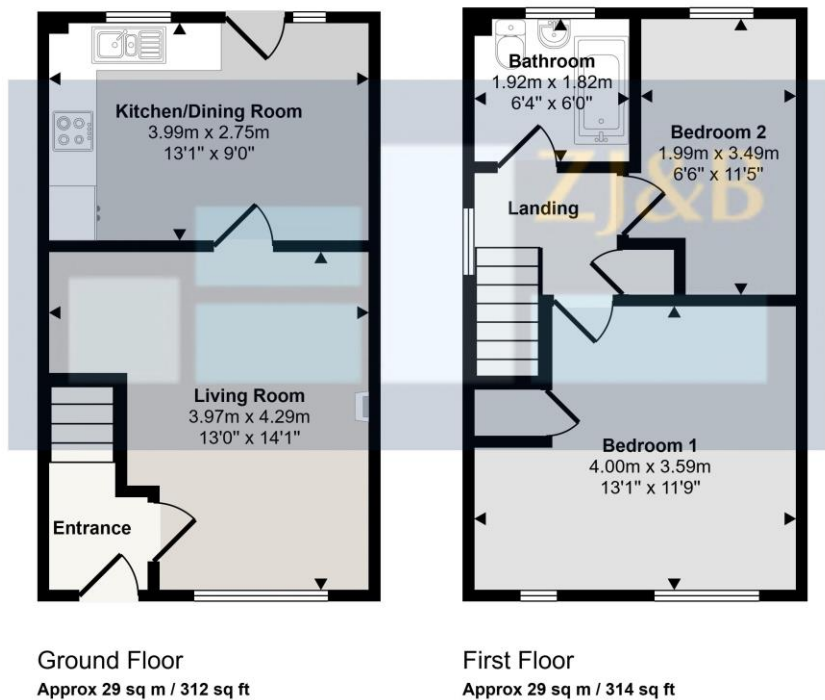 Kitchen/Dining Room
3.99m x 2.75m
13'1" x 9'0"
Living Room
3.97m x 4.29m
13'0" x 14'1"
Entrance
Ground Floor
Approx 29 sq m / 312 sq ft
Bathroom
1.92m x 1.82m
6'4" x 6'0"
Bedroom 2
1.99m x 3.49m
6'6" x 11'5"
ZJ&B
Landing
Bedroom 1
4.00m x 3.59m
13'1" x 11'9"
First Floor
Approx 29 sq m / 314 sq ft